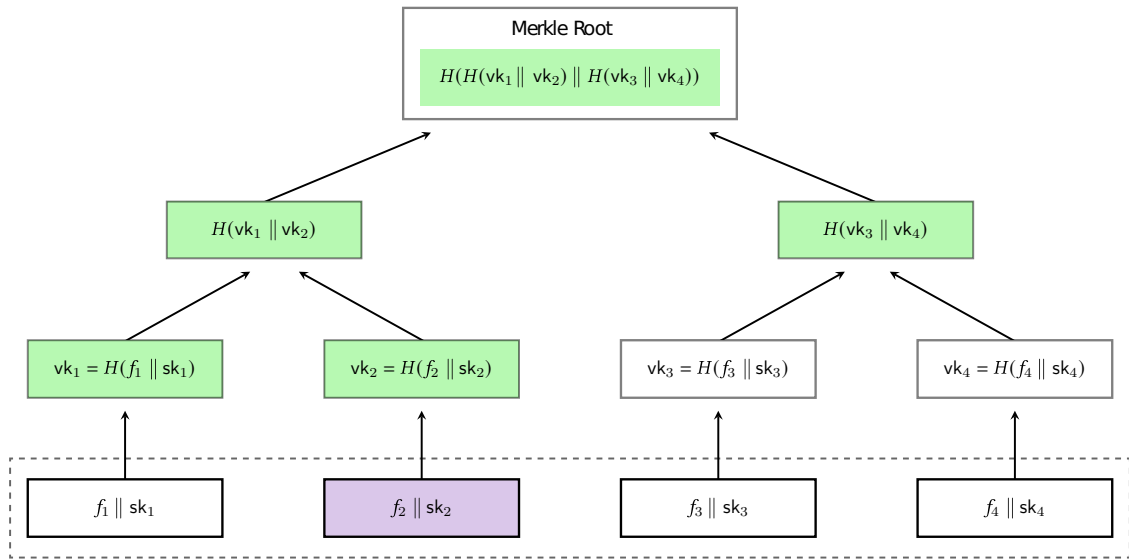 Merkle Root
H(H(vk₁ ∥ vk₂) ∥ H(vk₃ ∥ vk₄))
H(vk₁ ∥ vk₂)
H(vk₃ ∥ vk₄)
vk₁ = H(f₁ ∥ sk₁)
vk₂ = H(f₂ ∥ sk₂)
vk₃ = H(f₃ ∥ sk₃)
vk₄ = H(f₄ ∥ sk₄)
f₁ ∥ sk₁
f₂ ∥ sk₂
f₃ ∥ sk₃
f₄ ∥ sk₄